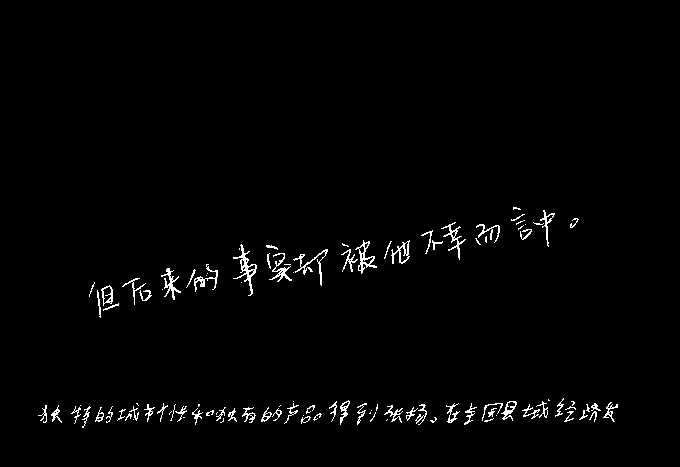 但后来的事实却被他不幸而言中。
独特的城市个性和独有的产品。得到张扬、在全国县域经济发